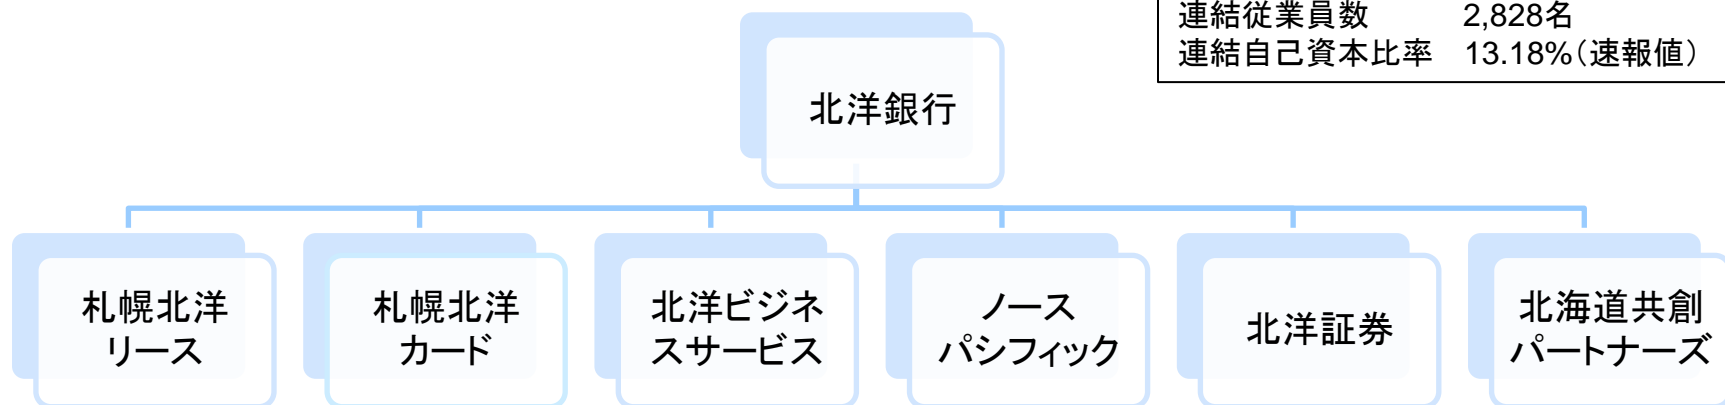 連結従業員数 2,828名
連結自己資本比率 13.18%(速報値)
北洋銀行
札幌北洋
リース
札幌北洋
カード
北洋ビジネ
スサービス
ノース
パシフィック
北洋証券
北海道共創
パートナーズ